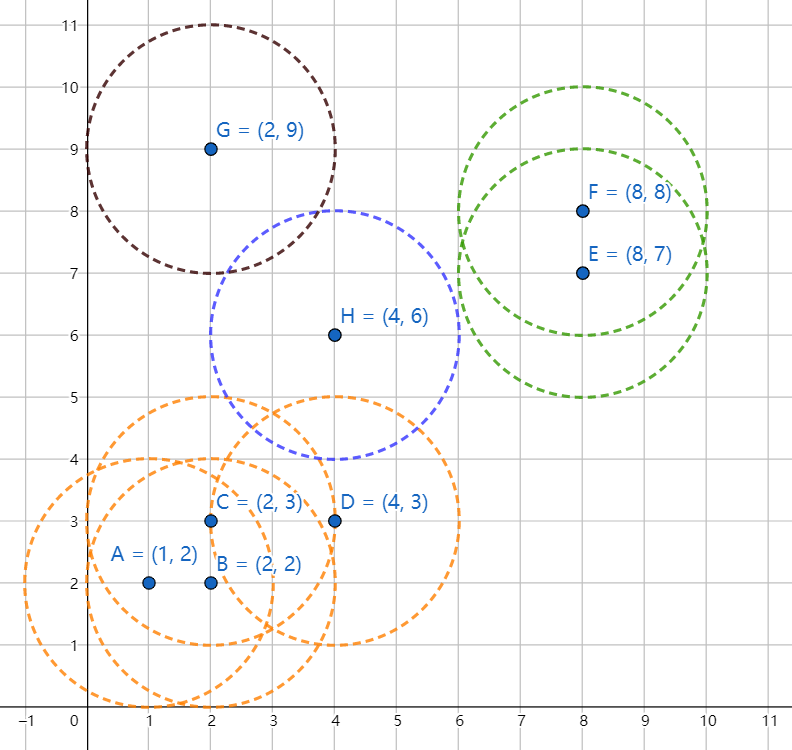 11
10
9
8
7
6
5
4
3
2
1
G = (2, 9)
F = (8, 8)
E = (8, 7)
H = (4, 6)
C = (2, 3)
D = (4, 3)
A = (1, 2)
B = (2, 2)
−1 0 1 2 3 4 5 6 7 8 9 10 11